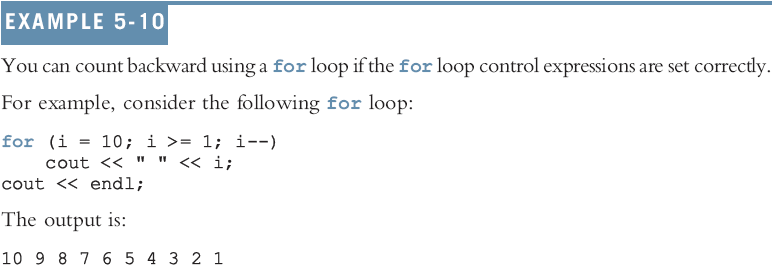 EXAMPLE 5-10
You can count backward using a for loop if the for loop control expressions are set correctly.
For example, consider the following for loop:
for (i = 10; i >= 1; i--)
    cout << " " << i;
cout << endl;
The output is:
10 9 8 7 6 5 4 3 2 1